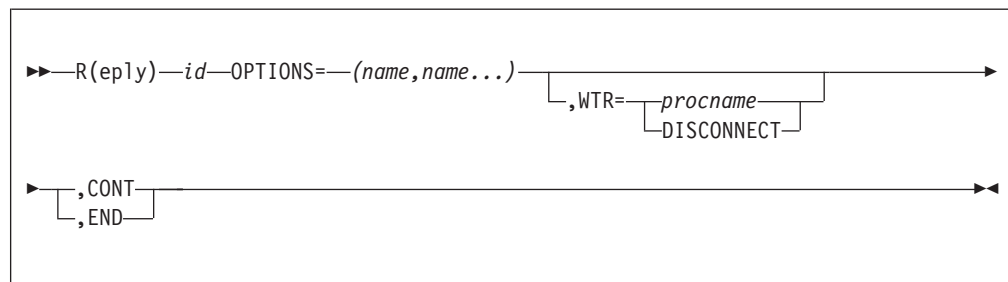 R(eply) id OPTIONS= (name,name...)
,WTR= procname
DISCONNECT
,CONT
,END